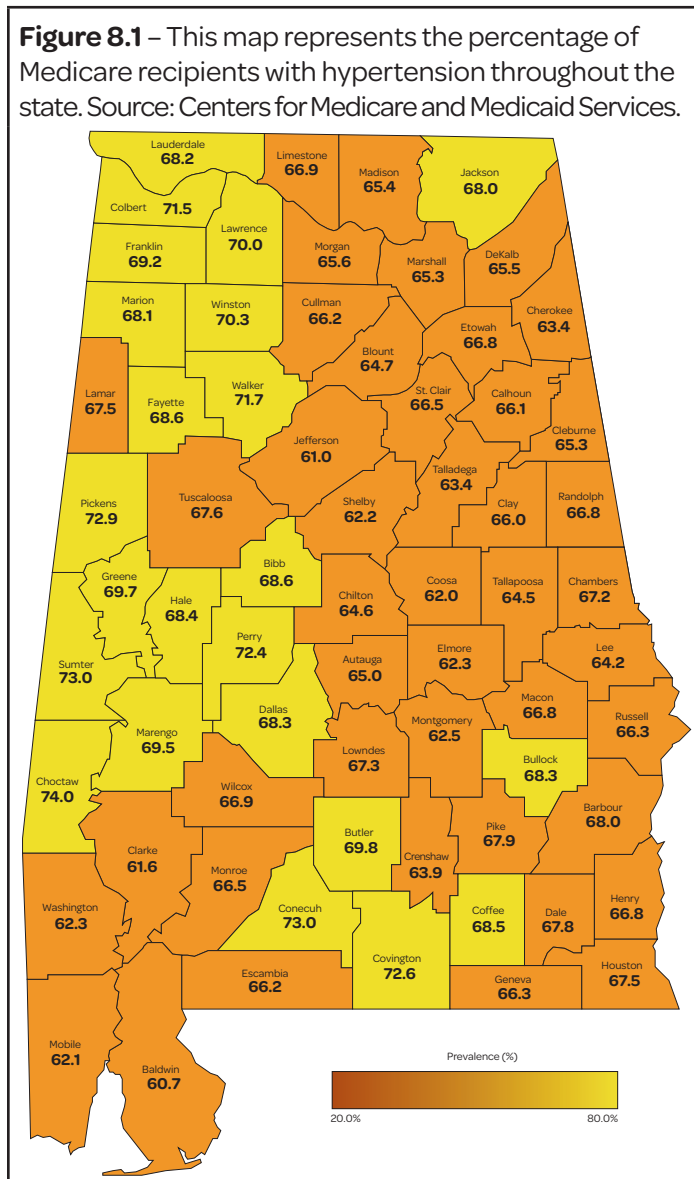 Figure 8.1 – This map represents the percentage of
Medicare recipients with hypertension throughout the
state. Source: Centers for Medicare and Medicaid Services.
Lauderdale
68.2
Limestone
66.9
Madison
65.4
Jackson
68.0
Colbert 71.5
Lawrence
70.0
Franklin
69.2
Morgan
65.6
Marshall
65.3
DeKalb
65.5
Marion
68.1
Winston
70.3
Cullman
66.2
Cherokee
63.4
Etowah
66.8
Blount
64.7
Lamar
67.5
Fayette
68.6
Walker
71.7
St. Clair
66.5
Calhoun
66.1
Cleburne
65.3
Jefferson
61.0
Talladega
63.4
Pickens
72.9
Tuscaloosa
67.6
Shelby
62.2
Clay
66.0
Randolph
66.8
Greene
69.7
Hale
68.4
Bibb
68.6
Chilton
64.6
Coosa
62.0
Tallapoosa
64.5
Chambers
67.2
Perry
72.4
Sumter
73.0
Autauga
65.0
Elmore
62.3
Lee
64.2
Marengo
69.5
Dallas
68.3
Montgomery
62.5
Macon
66.8
Russell
66.3
Lowndes
67.3
Bullock
68.3
Choctaw
74.0
Wilcox
66.9
Barbour
68.0
Clarke
61.6
Butler
69.8
Crenshaw
63.9
Pike
67.9
Monroe
66.5
Washington
62.3
Conecuh
73.0
Coffee
68.5
Dale
67.8
Henry
66.8
Covington
72.6
Escambia
66.2
Geneva
66.3
Houston
67.5
Mobile
62.1
Baldwin
60.7
Prevalence (%)
20.0%
80.0%